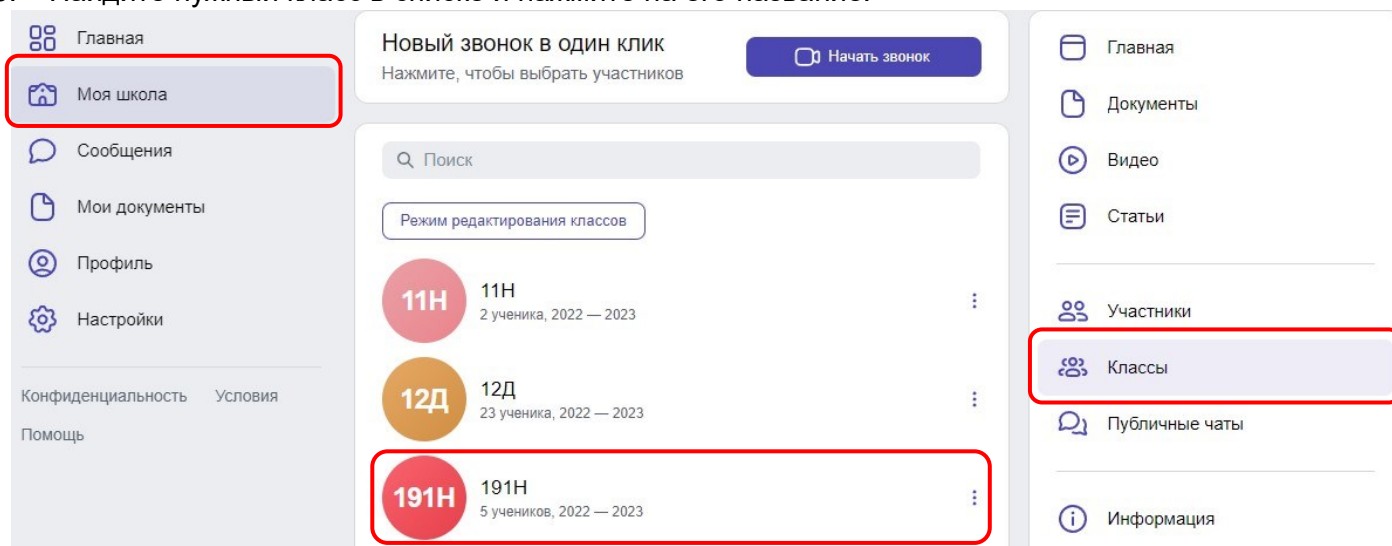 Главная
Моя школа
Сообщения
Мои документы
Профиль
Настройки
Конфиденциальность Условия
Помощь
Новый звонок в один клик
Нажмите, чтобы выбрать участников
Начать звонок
Поиск
Режим редактирования классов
11Н
11Н
2 ученика, 2022 — 2023
12Д
12Д
23 ученика, 2022 — 2023
191Н
191Н
5 учеников, 2022 — 2023
Главная
Документы
Видео
Статьи
Участники
Классы
Публичные чаты
Информация